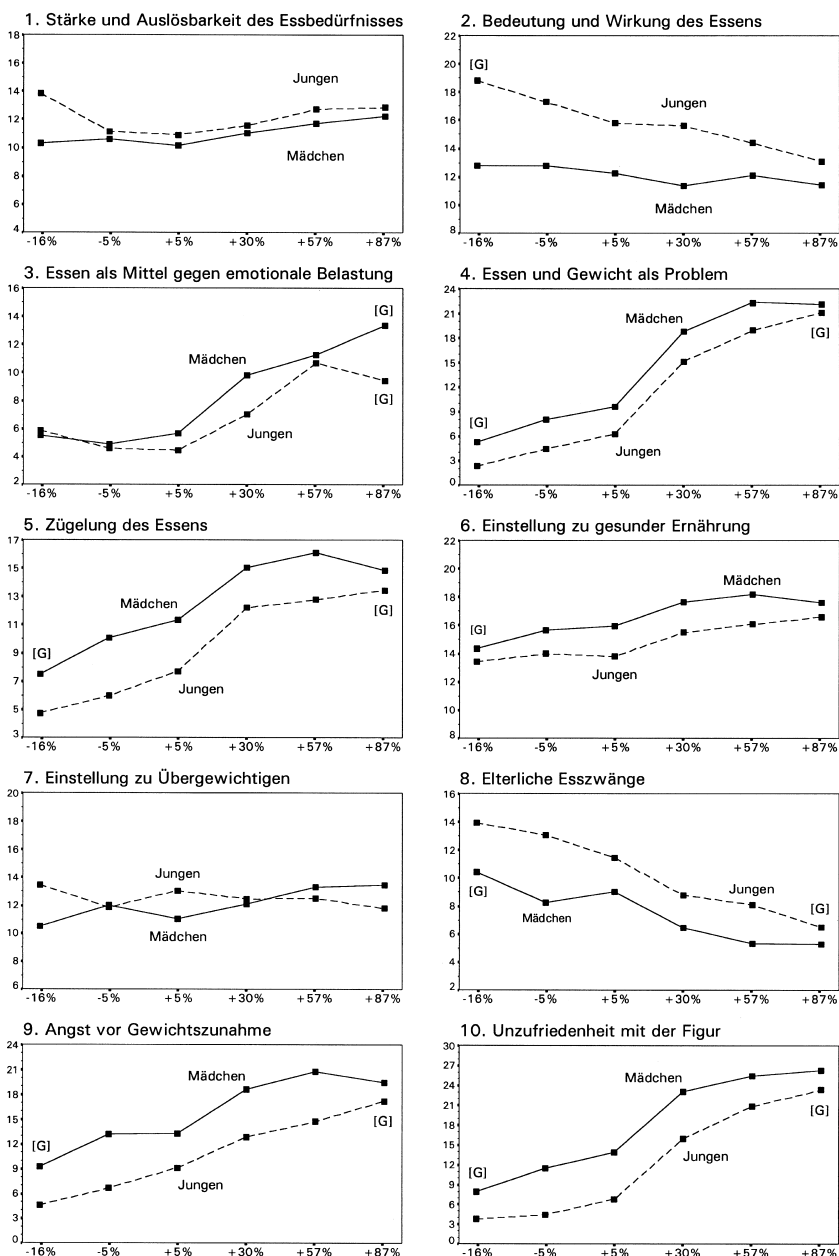 1. Stärke und Auslösbarkeit des Essbedürfnisses
18
16
14
12
10
8
6
4
Jungen
Mädchen
-16% -5% +5% +30% +57% +87%
2. Bedeutung und Wirkung des Essens
22
20
18
16
14
12
10
8
[G]
Jungen
Mädchen
-16% -5% +5% +30% +57% +87%
3. Essen als Mittel gegen emotionale Belastung
16
14
12
10
8
6
4
2
[G]
Mädchen
[G]
Jungen
-16% -5% +5% +30% +57% +87%
4. Essen und Gewicht als Problem
24
21
18
15
12
9
6
3
0
Mädchen
[G]
[G]
Jungen
-16% -5% +5% +30% +57% +87%
5. Zügelung des Essens
17
15
13
11
9
7
5
3
Mädchen
[G]
[G]
Jungen
-16% -5% +5% +30% +57% +87%
6. Einstellung zu gesunder Ernährung
22
20
18
16
14
12
10
8
Mädchen
[G]
Jungen
-16% -5% +5% +30% +57% +87%
7. Einstellung zu Übergewichtigen
20
18
16
14
12
10
8
6
Jungen
Mädchen
-16% -5% +5% +30% +57% +87%
8. Elterliche Esszwänge
16
14
12
10
8
6
4
2
[G]
Jungen
[G]
Mädchen
-16% -5% +5% +30% +57% +87%
9. Angst vor Gewichtszunahme
24
21
18
15
12
9
6
3
0
Mädchen
[G]
[G]
Jungen
-16% -5% +5% +30% +57% +87%
10. Unzufriedenheit mit der Figur
30
27
24
21
18
15
12
9
6
3
0
Mädchen
[G]
[G]
Jungen
-16% -5% +5% +30% +57% +87%